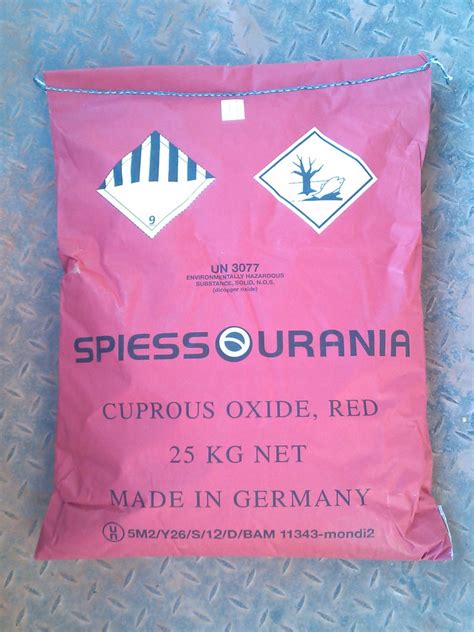 9
UN 3077
ENVIRONMENTALLY HAZARDOUS
SUBSTANCE, SOLID, N.O.S.
(dicopper oxide)
SPIESS URANIA
CUPROUS OXIDE, RED
25 KG NET
MADE IN GERMANY
un 5M2/Y26/S/12/D/BAM 11343-mondi2